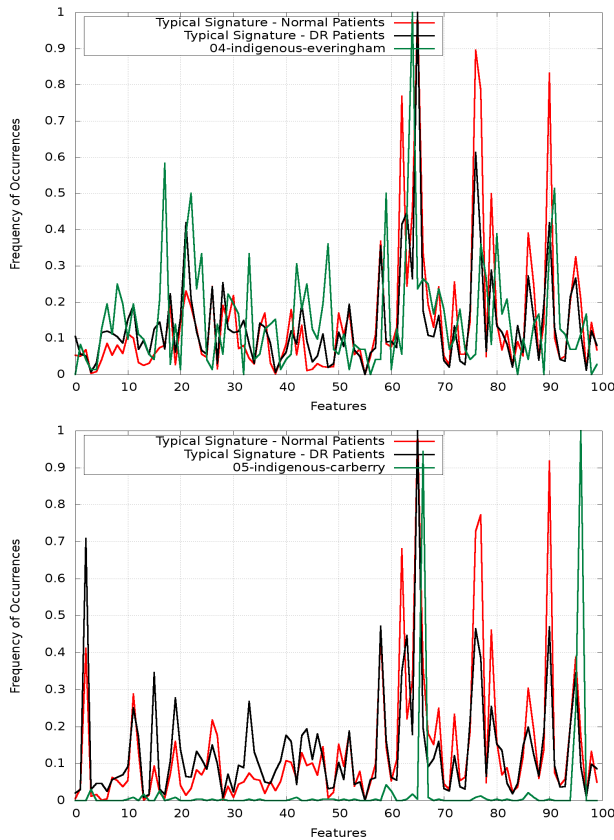 Typical Signature - Normal Patients
Typical Signature - DR Patients
04-indigenous-everingham
1
0.9
0.8
0.7
0.6
0.5
0.4
0.3
0.2
0.1
0
Frequency of Occurrences
0 10 20 30 40 50 60 70 80 90 100
Features
Typical Signature - Normal Patients
Typical Signature - DR Patients
05-indigenous-carberry
1
0.9
0.8
0.7
0.6
0.5
0.4
0.3
0.2
0.1
0
Frequency of Occurrences
0 10 20 30 40 50 60 70 80 90 100
Features